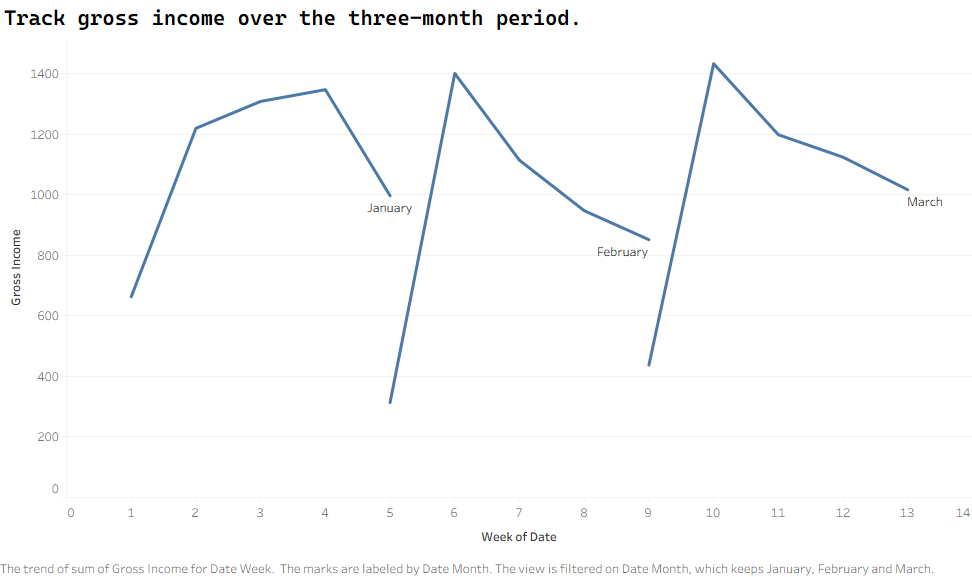 Track gross income over the three-month period.
1400
1200
1000
800
600
400
200
0
Gross Income
January
February
March
0 1 2 3 4 5 6 7 8 9 10 11 12 13 14
Week of Date
The trend of sum of Gross Income for Date Week. The marks are labeled by Date Month. The view is filtered on Date Month, which keeps January, February and March.